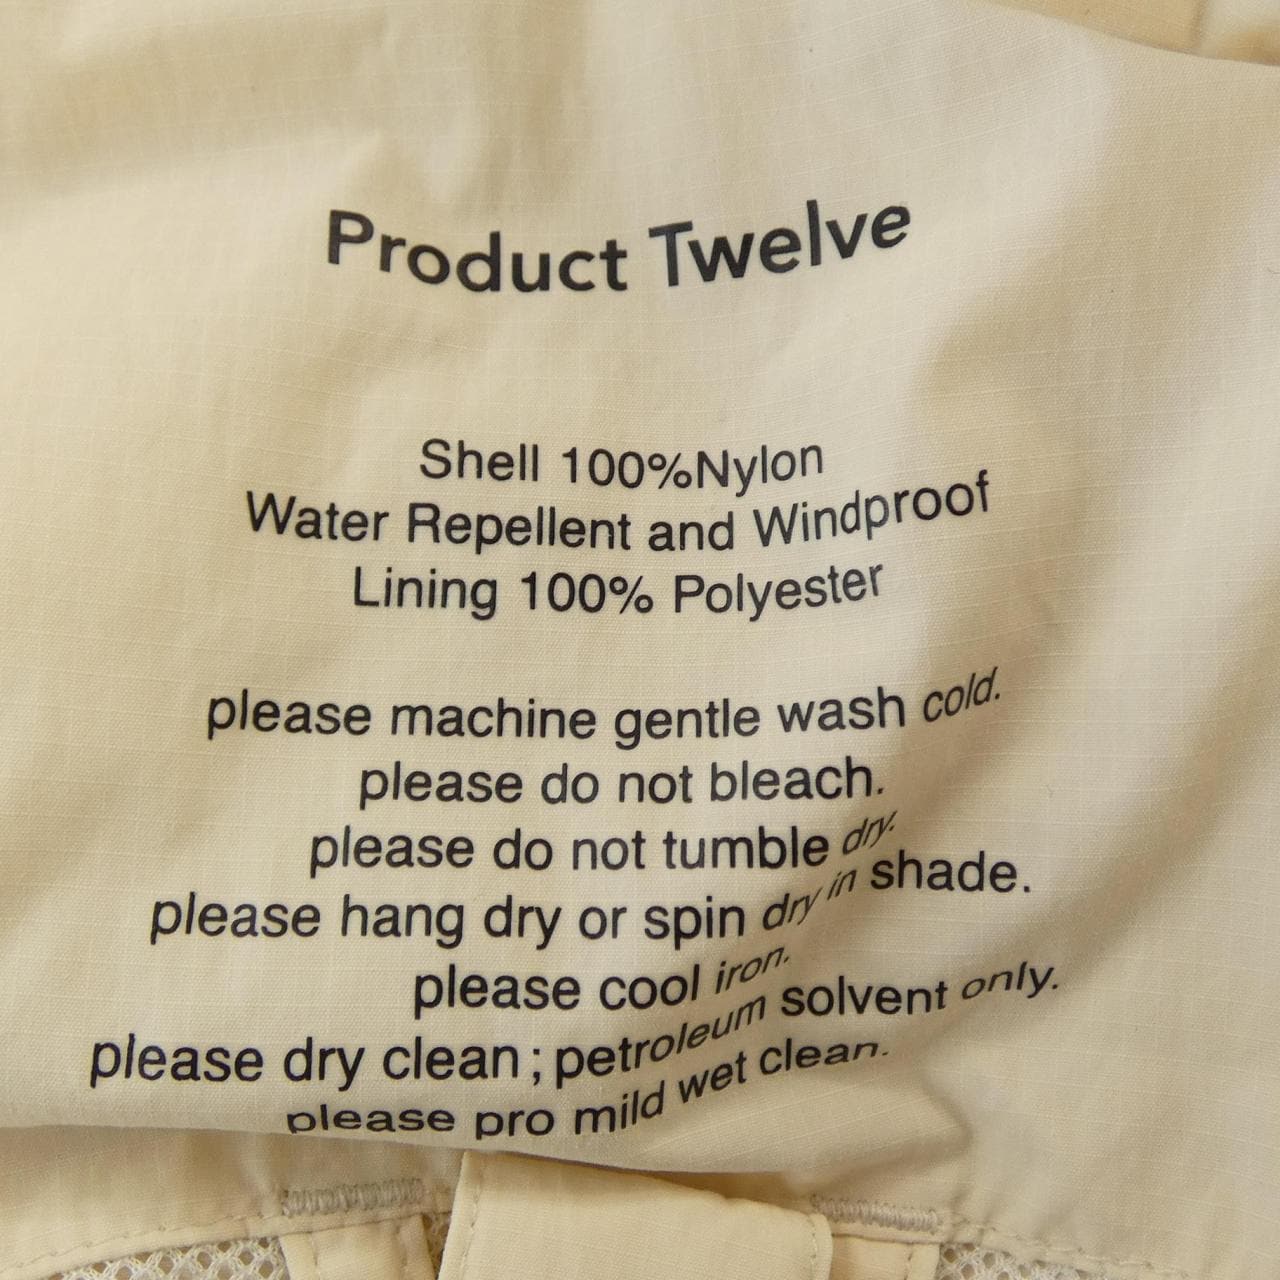 Product Twelve
Shell 100%Nylon
Water Repellent and Windproof
Lining 100% Polyester
please machine gentle wash cold.
please do not bleach.
please do not tumble dry.
please hang dry or spin dry in shade.
please cool iron.
please dry clean ; petroleum solvent only.
please pro mild wet clean.